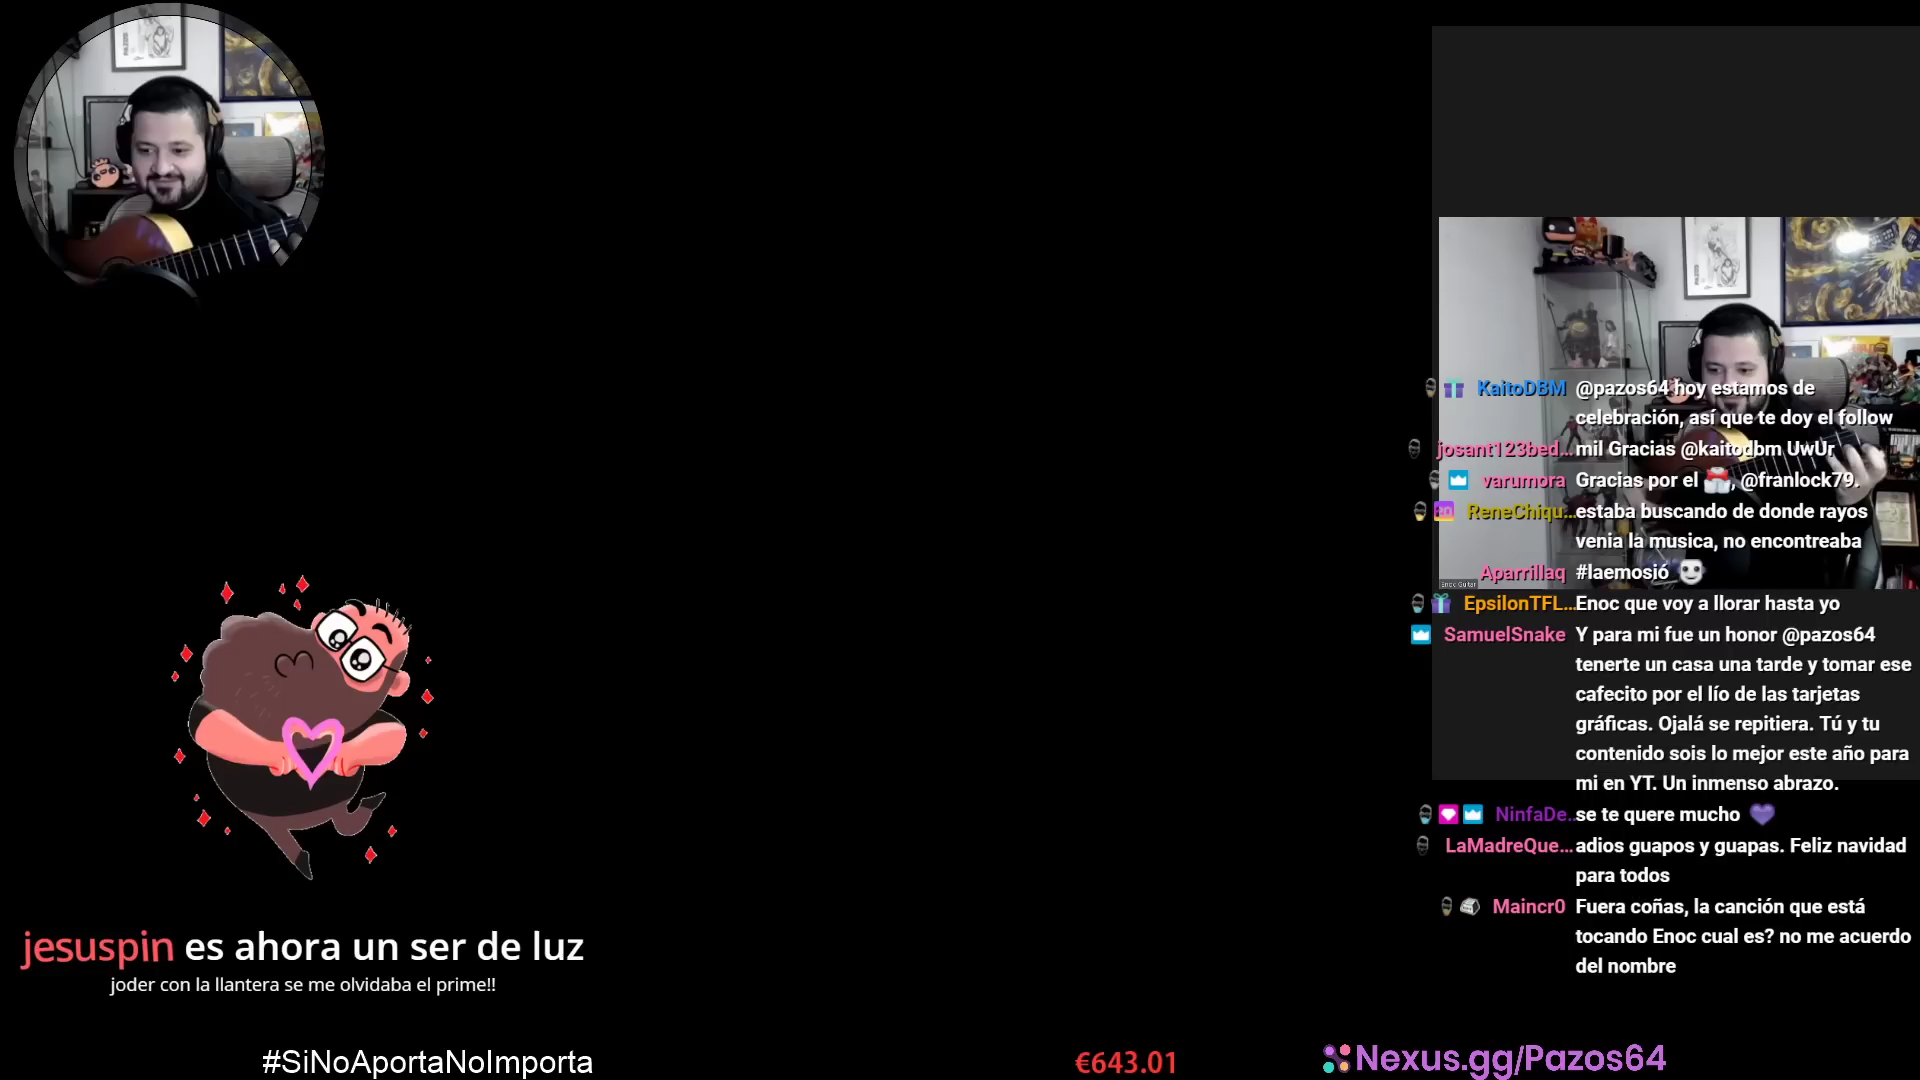 KaitoDBM @pazos64 hoy estamos de
celebración, así que te doy el follow
josant123bed... mil Gracias @kaitodbm UwUr
varumora Gracias por el , @franlock79.
ReneChiqu... estaba buscando de donde rayos
venia la musica, no encontreaba
Aparrillaq #laemosió
Enoc Guitar
EpsilonTFL... Enoc que voy a llorar hasta yo
SamuelSnake Y para mi fue un honor @pazos64
tenerte un casa una tarde y tomar ese
cafecito por el lío de las tarjetas
gráficas. Ojalá se repitiera. Tú y tu
contenido sois lo mejor este año para
mi en YT. Un inmenso abrazo.
NinfaDe... se te quere mucho
LaMadreQue... adios guapos y guapas. Feliz navidad
para todos
Maincr0 Fuera coñas, la canción que está
tocando Enoc cual es? no me acuerdo
del nombre
jesuspin es ahora un ser de luz
joder con la llantera se me olvidaba el prime!!
#SiNoAportaNoImporta
€643.01
Nexus.gg/Pazos64